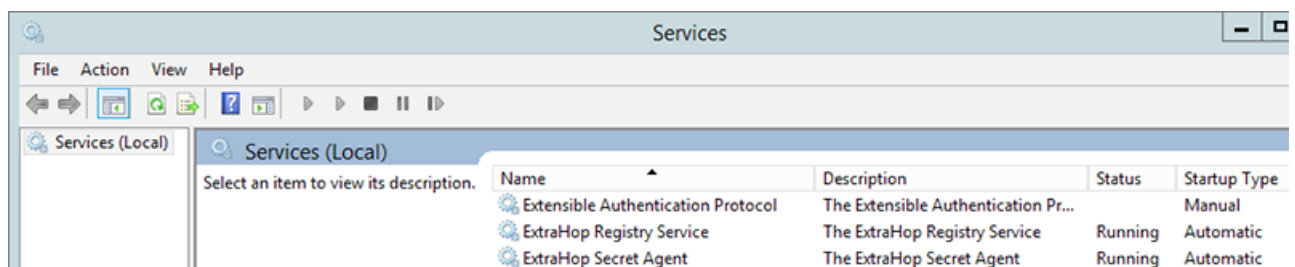 Services
File Action View Help
Services (Local)
Services (Local)
Select an item to view its description.
Name Description Status Startup Type
Extensible Authentication Protocol The Extensible Authentication Pr... Manual
ExtraHop Registry Service The ExtraHop Registry Service Running Automatic
ExtraHop Secret Agent The ExtraHop Secret Agent Running Automatic